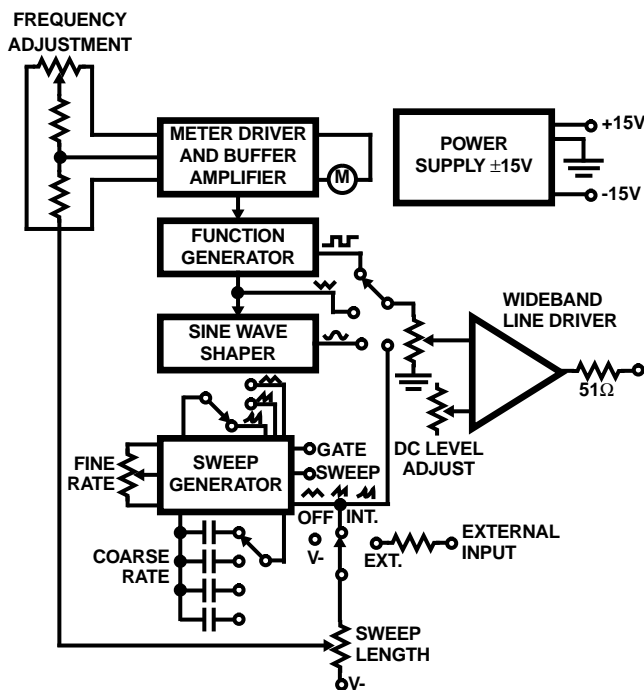 FREQUENCY
ADJUSTMENT
METER DRIVER
AND BUFFER
AMPLIFIER
M
POWER
SUPPLY ±15V
+15V
-15V
FUNCTION
GENERATOR
SINE WAVE
SHAPER
WIDEBAND
LINE DRIVER
51Ω
DC LEVEL
ADJUST
FINE
RATE
SWEEP
GENERATOR
GATE
SWEEP
OFF
INT.
V-
EXT.
EXTERNAL
INPUT
COARSE
RATE
SWEEP
LENGTH
V-